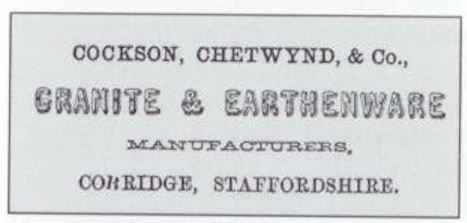 COCKSON, CHETWYND, & Co.,
GRANITE & EARTHENWARE
MANUFACTURERS,
COBRIDGE, STAFFORDSHIRE.